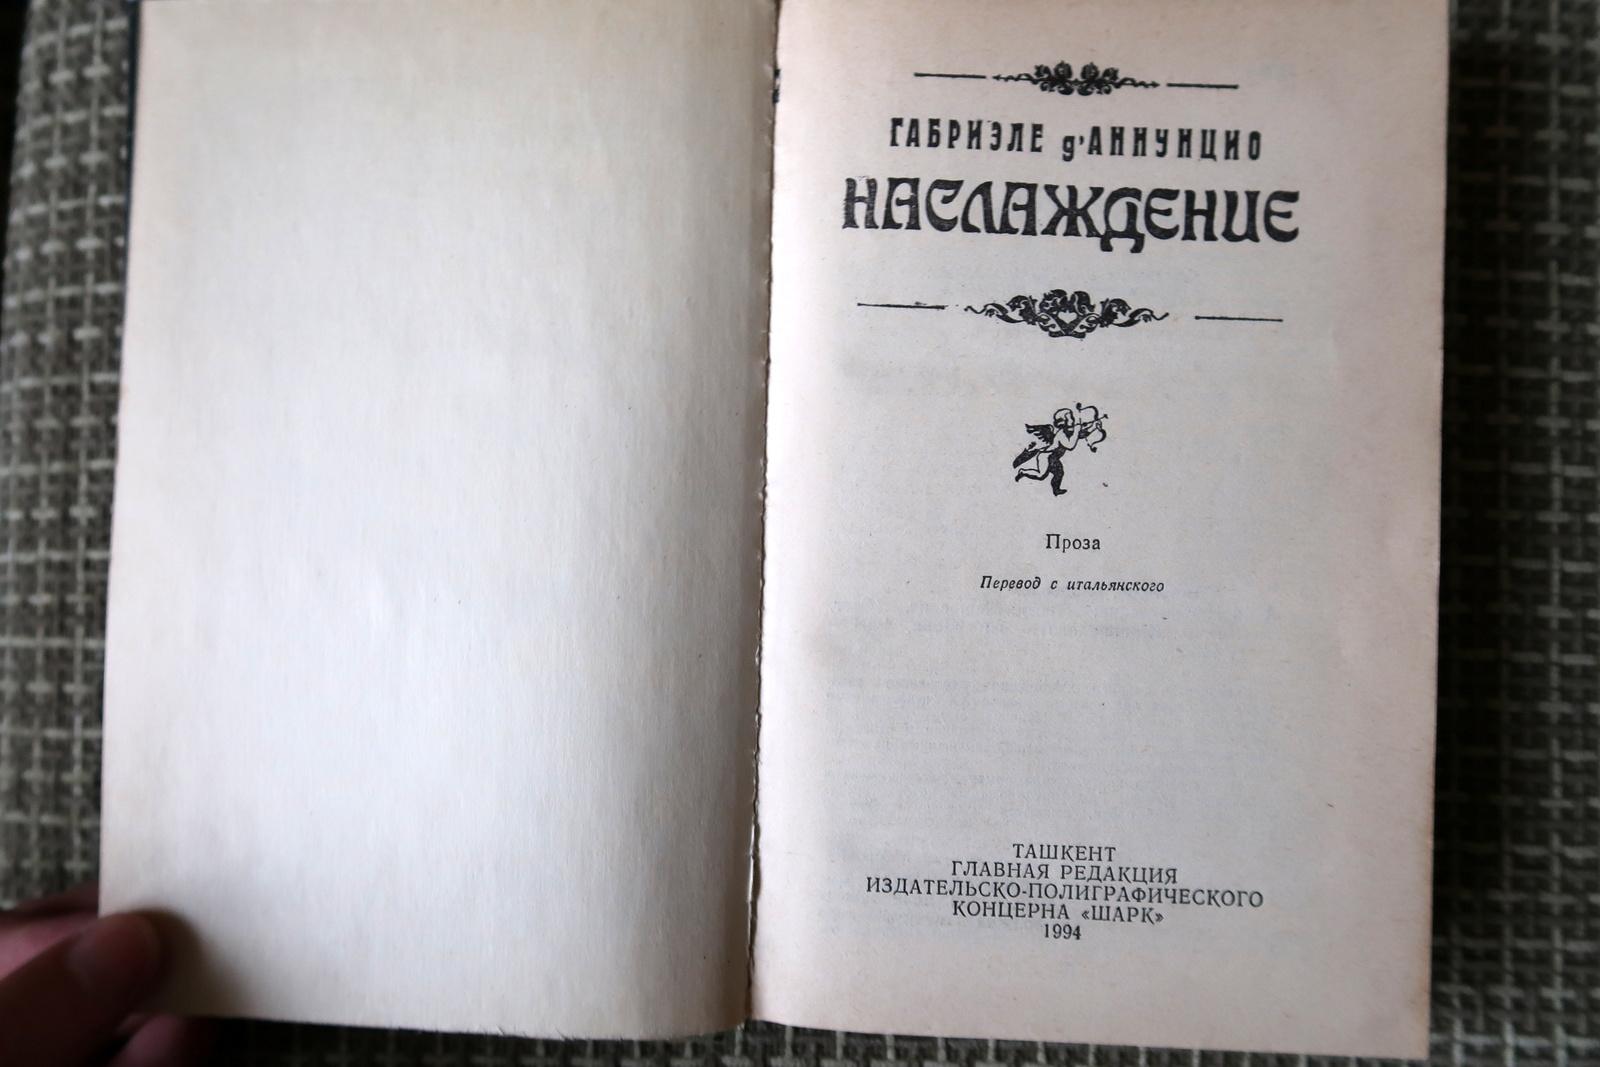 ГАБРИЭЛЕ д'АННУНЦИО
НАСЛАЖДЕНИЕ
Проза
Перевод с итальянского
ТАШКЕНТ
ГЛАВНАЯ РЕДАКЦИЯ
ИЗДАТЕЛЬСКО-ПОЛИГРАФИЧЕСКОГО
КОНЦЕРНА «ШАРК»
1994